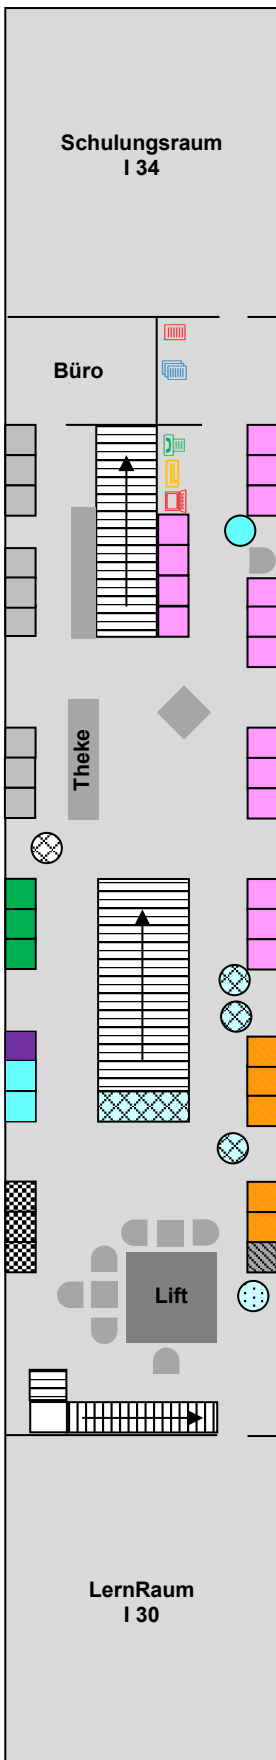 Schulungsraum
I 34
Büro
Theke
Lift
LernRaum
I 30